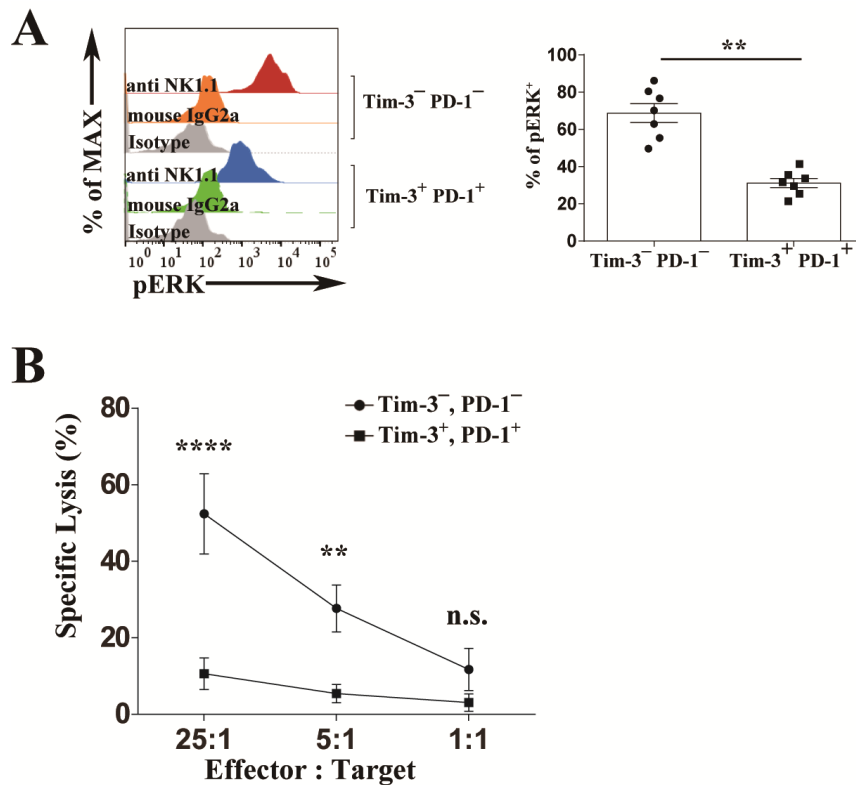 A
% of MAX
anti NK1.1
mouse IgG2a
Isotype
Tim-3⁻ PD-1⁻
anti NK1.1
mouse IgG2a
Isotype
Tim-3⁺ PD-1⁺
10⁰ 10¹ 10² 10³ 10⁴ 10⁵
pERK
% of pERK⁺
100
80
60
40
20
0
**
Tim-3⁻ PD-1⁻ Tim-3⁺ PD-1⁺
B
Specific Lysis (%)
80
60
40
20
0
Tim-3⁻, PD-1⁻
Tim-3⁺, PD-1⁺
****
**
n.s.
25:1 5:1 1:1
Effector : Target